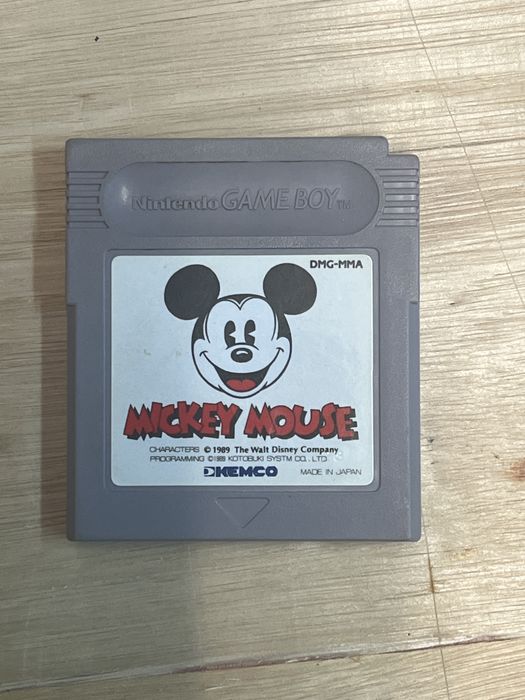 Nintendo GAME BOY TM
DMG-MMA
MICKEY MOUSE
CHARACTERS © 1989 The Walt Disney Company
PROGRAMMING © 1989 KOTOBUKI SYSTM CO., LTD.
KEMCO MADE IN JAPAN